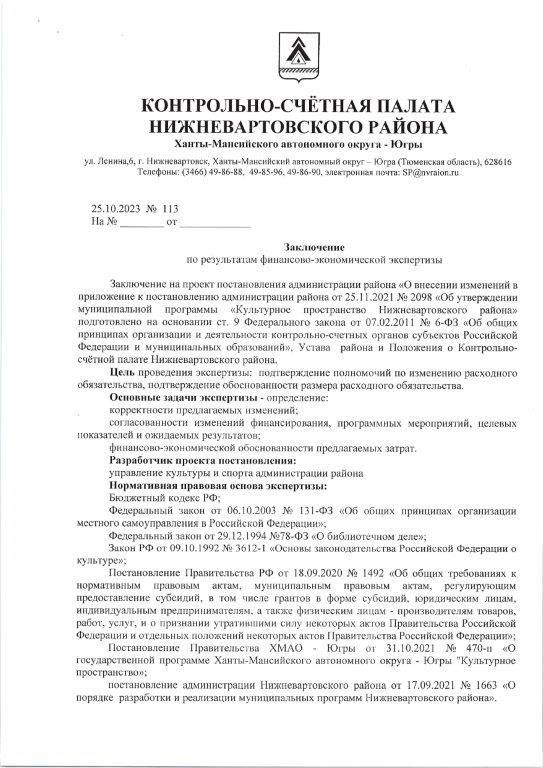 КОНТРОЛЬНО-СЧЁТНАЯ ПАЛАТА
НИЖНЕВАРТОВСКОГО РАЙОНА
Ханты-Мансийского автономного округа - Югры
ул. Ленина,6, г. Нижневартовск, Ханты-Мансийский автономный округ – Югра (Тюменская область), 628616
Телефоны: (3466) 49-86-88, 49-85-96, 49-86-90, электронная почта: SP@nvraion.ru
25.10.2023 № 113
На № ________ от _____________
Заключение
по результатам финансово-экономической экспертизы
Заключение на проект постановления администрации района «О внесении изменений в
приложение к постановлению администрации района от 25.11.2021 № 2098 «Об утверждении
муниципальной программы «Культурное пространство Нижневартовского района»
подготовлено на основании ст. 9 Федерального закона от 07.02.2011 № 6-ФЗ «Об общих
принципах организации и деятельности контрольно-счетных органов субъектов Российской
Федерации и муниципальных образований», Устава района и Положения о Контрольно-
счётной палате Нижневартовского района.
Цель проведения экспертизы: подтверждение полномочий по изменению расходного
обязательства, подтверждение обоснованности размера расходного обязательства.
Основные задачи экспертизы - определение:
корректности предлагаемых изменений;
согласованности изменений финансирования, программных мероприятий, целевых
показателей и ожидаемых результатов;
финансово-экономической обоснованности предлагаемых затрат.
Разработчик проекта постановления:
управление культуры и спорта администрации района
Нормативная правовая основа экспертизы:
Бюджетный кодекс РФ;
Федеральный закон от 06.10.2003 № 131-ФЗ «Об общих принципах организации
местного самоуправления в Российской Федерации»;
Федеральный закон от 29.12.1994 №78-ФЗ «О библиотечном деле»;
Закон РФ от 09.10.1992 № 3612-1 «Основы законодательства Российской Федерации о
культуре»;
Постановление Правительства РФ от 18.09.2020 № 1492 «Об общих требованиях к
нормативным правовым актам, муниципальным правовым актам, регулирующим
предоставление субсидий, в том числе грантов в форме субсидий, юридическим лицам,
индивидуальным предпринимателям, а также физическим лицам - производителям товаров,
работ, услуг, и о признании утратившими силу некоторых актов Правительства Российской
Федерации и отдельных положений некоторых актов Правительства Российской Федерации»;
Постановление Правительства ХМАО - Югры от 31.10.2021 № 470-п «О
государственной программе Ханты-Мансийского автономного округа - Югры "Культурное
пространство»;
постановление администрации Нижневартовского района от 17.09.2021 № 1663 «О
порядке разработки и реализации муниципальных программ Нижневартовского района».